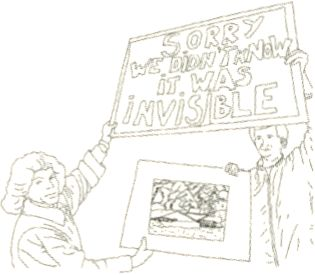 SORRY
WE DiDN'T KNOW
iT WAS
iNViSiBLE